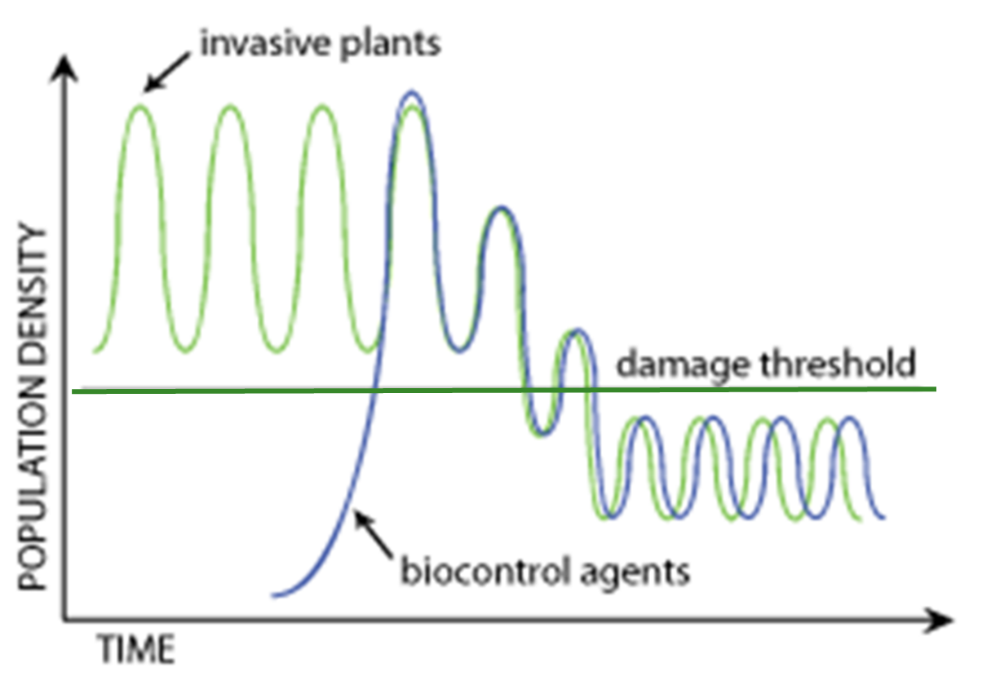 invasive plants
POPULATION DENSITY
damage threshold
biocontrol agents
TIME